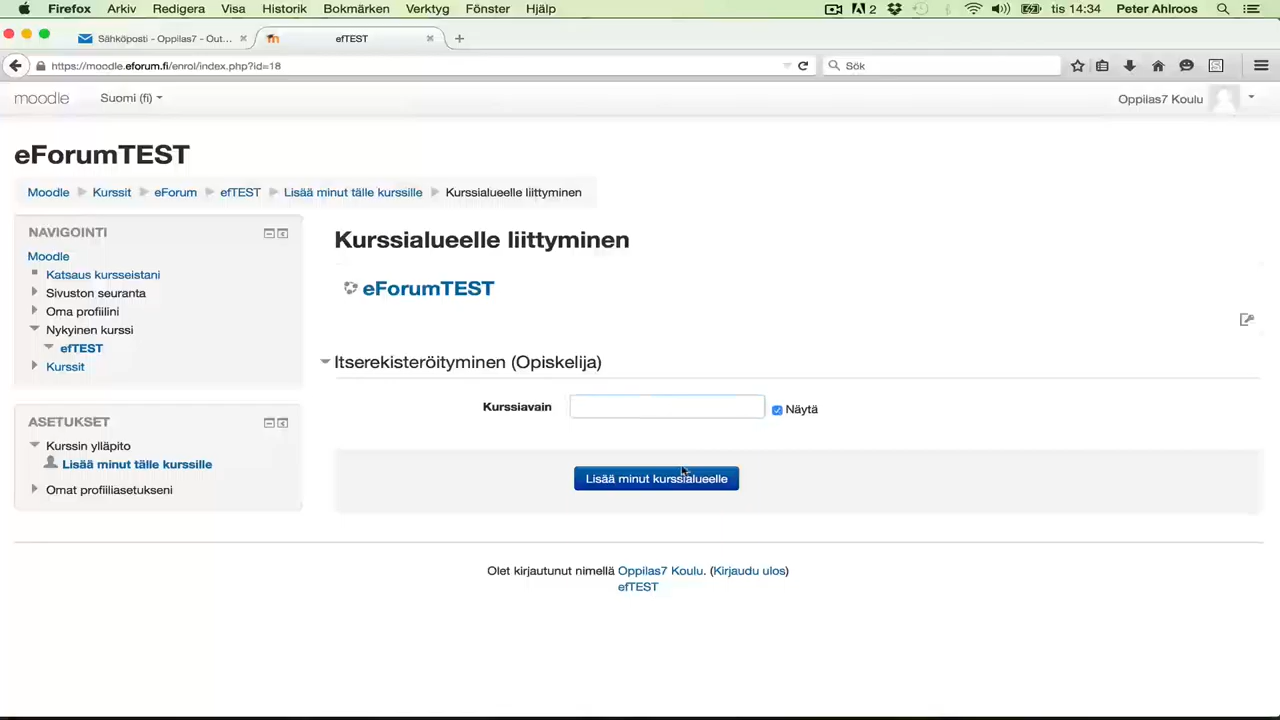 Firefox Arkiv Redigera Visa Historik Bokmärken Verktyg Fönster Hjälp 2 tis 14:34 Peter Ahlroos
Sähköposti - Oppilas7 - Out... efTEST
https://moodle.eforum.fi/enrol/index.php?id=18 Sök
moodle Suomi (fi) Oppilas7 Koulu
eForumTEST
Moodle Kurssit eForum efTEST Lisää minut tälle kurssille Kurssialueelle liittyminen
NAVIGOINTI
Moodle
Katsaus kursseistani
Sivuston seuranta
Oma profiilini
Nykyinen kurssi
efTEST
Kurssit
ASETUKSET
Kurssin ylläpito
Lisää minut tälle kurssille
Omat profiiliasetukseni
Kurssialueelle liittyminen
eForumTEST
Itserekisteröityminen (Opiskelija)
Kurssiavain Näytä
Lisää minut kurssialueelle
Olet kirjautunut nimellä Oppilas7 Koulu. (Kirjaudu ulos)
efTEST